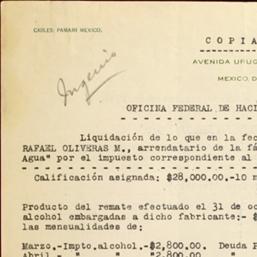 CABLES: PAMARI MEXICO.
COPIA
AVENIDA URUG
MEXICO, D
Ingenio
OFICINA FEDERAL DE HACI
Liquidación de lo que en la fec
RAFAEL OLIVERAS M., arrendatario de la fá
Agua" por el impuesto correspondiente al
Calificación asignada: $28,000.00.-10 m
Producto del remate efectuado el 31 de oc
alcohol embargadas a dicho fabricante:- $
las mensualidades de:
Marzo.-Impto.alcohol.-$2,800.00. Deuda P
Abril.- " " "2,800.00 "